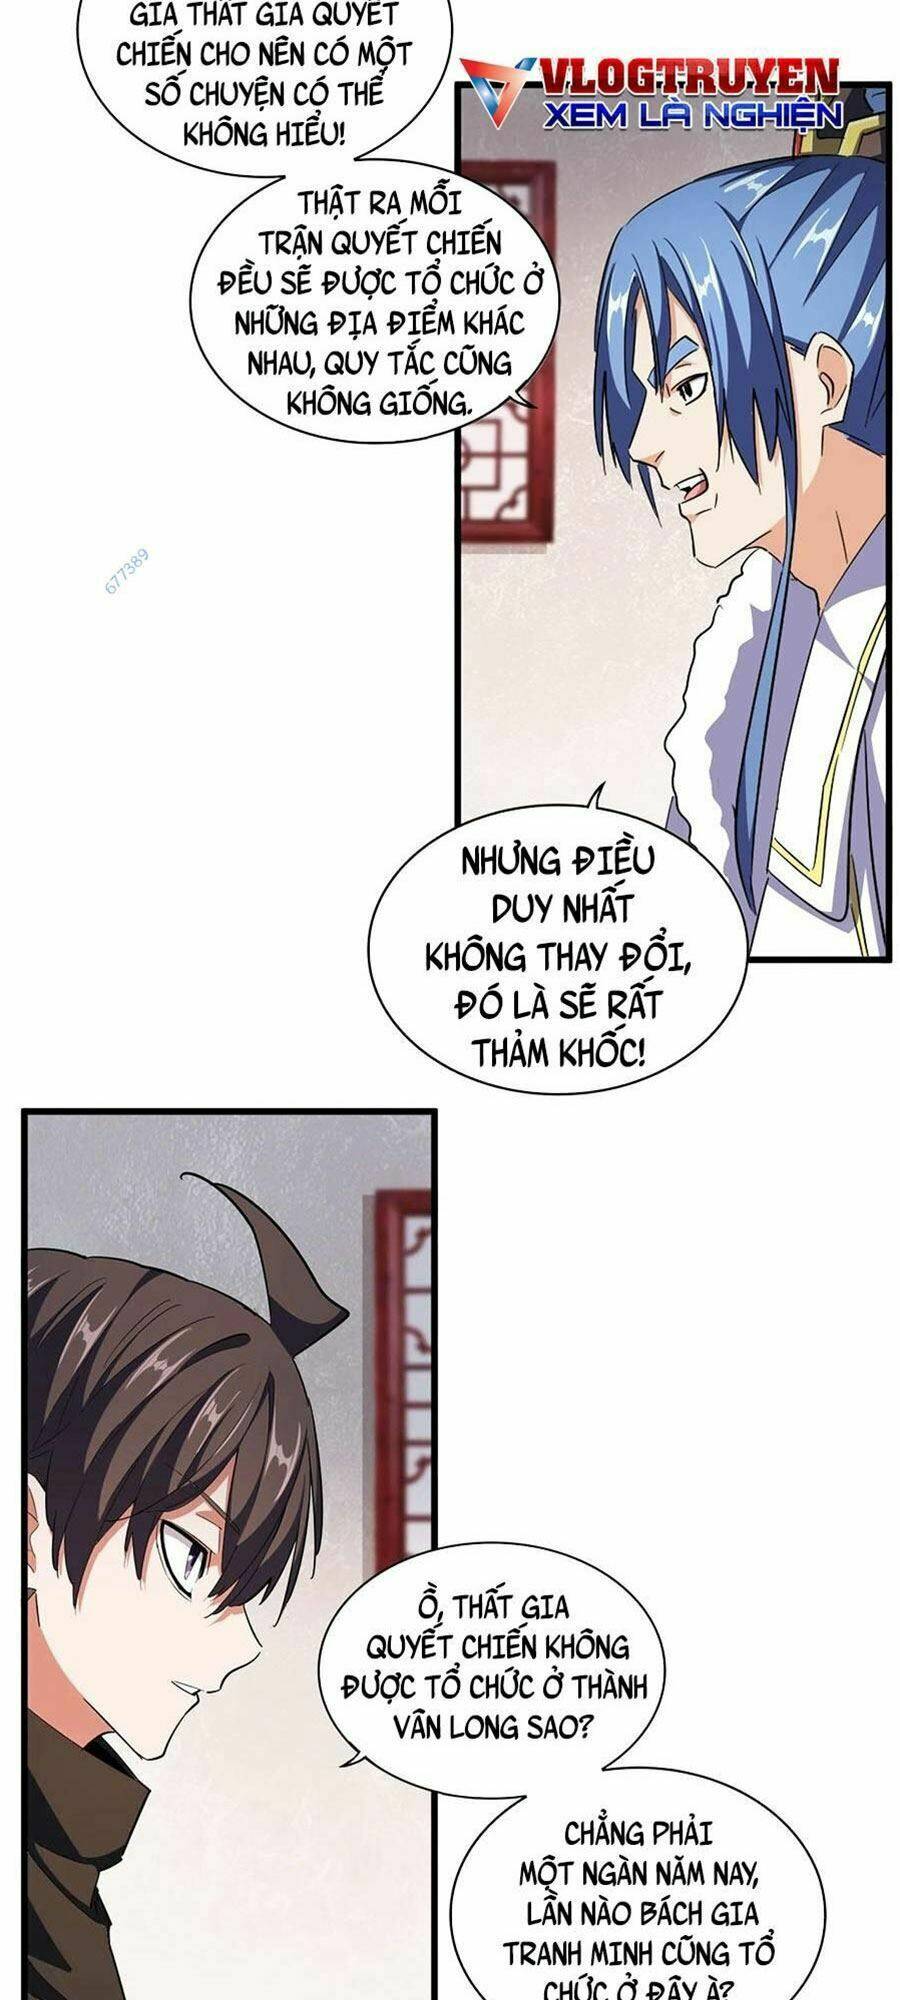 GIA THẤT GIA QUYẾT
CHIẾN CHO NÊN CÓ MỘT
SỐ CHUYỆN CÓ THỂ
KHÔNG HIỂU!
VLOGTRUYEN
XEM LÀ NGHIỆN
THẬT RA MỖI
TRẬN QUYẾT CHIẾN
ĐỀU SẼ ĐƯỢC TỔ CHỨC Ở
NHỮNG ĐỊA ĐIỂM KHÁC
NHAU, QUY TẮC CŨNG
KHÔNG GIỐNG.
677389
NHƯNG ĐIỀU
DUY NHẤT
KHÔNG THAY ĐỔI,
ĐÓ LÀ SẼ RẤT
THẢM KHỐC!
Ồ, THẤT GIA
QUYẾT CHIẾN KHÔNG
ĐƯỢC TỔ CHỨC Ở THÀNH
VÂN LONG SAO?
CHẲNG PHẢI
MỘT NGÀN NĂM NAY,
LẦN NÀO BÁCH GIA
TRANH MINH CŨNG TỔ
CHỨC Ở ĐÂY À?